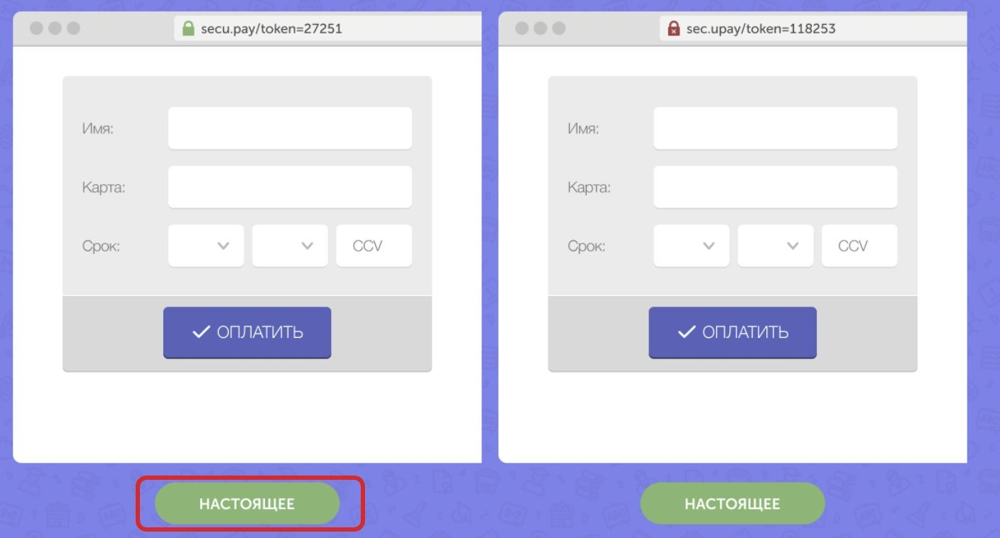 secu.pay/token=27251
Имя:
Карта:
Срок:
CCV
ОПЛАТИТЬ
НАСТОЯЩЕЕ
sec.upay/token=118253
Имя:
Карта:
Срок:
CCV
ОПЛАТИТЬ
НАСТОЯЩЕЕ